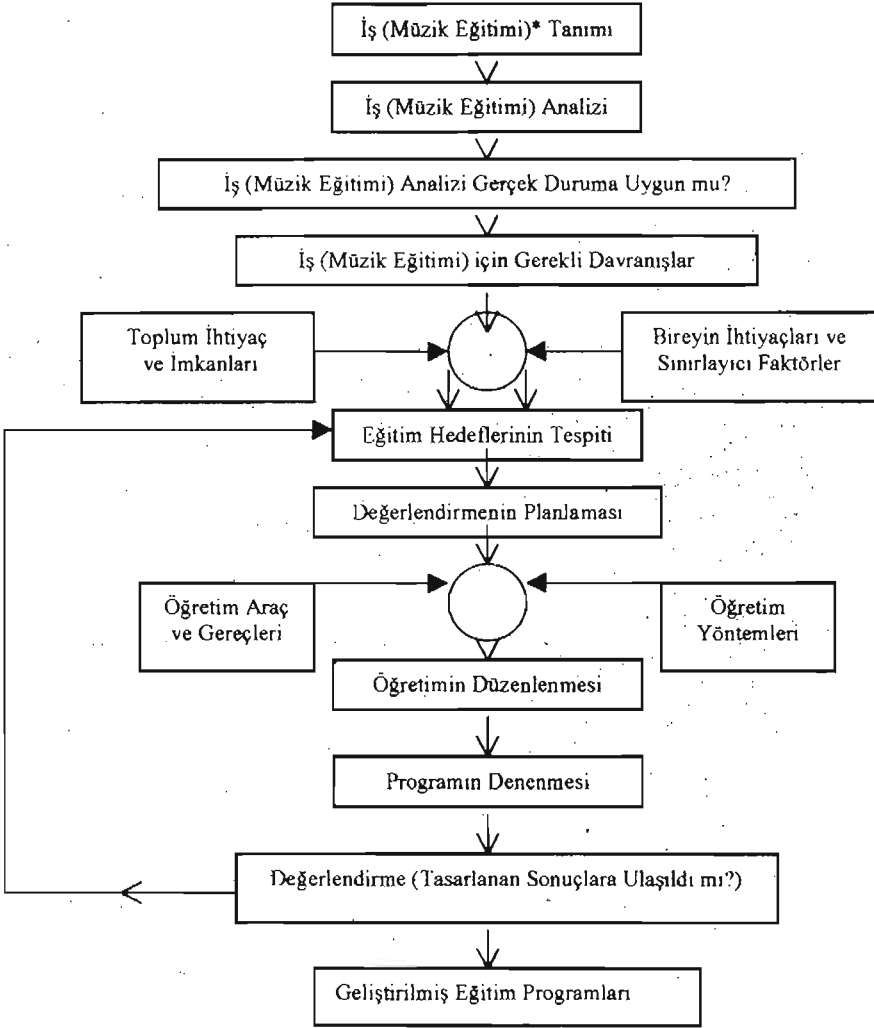 İş (Müzik Eğitimi)* Tanımı
İş (Müzik Eğitimi) Analizi
İş (Müzik Eğitimi) Analizi Gerçek Duruma Uygun mu?
İş (Müzik Eğitimi) için Gerekli Davranışlar
Toplum İhtiyaç
ve İmkanları
Bireyin İhtiyaçları ve
Sınırlayıcı Faktörler
Eğitim Hedeflerinin Tespiti
Değerlendirmenin Planlaması
Öğretim Araç
ve Gereçleri
Öğretim
Yöntemleri
Öğretimin Düzenlenmesi
Programın Denenmesi
Değerlendirme (Tasarlanan Sonuçlara Ulaşıldı mı?)
Geliştirilmiş Eğitim Programları